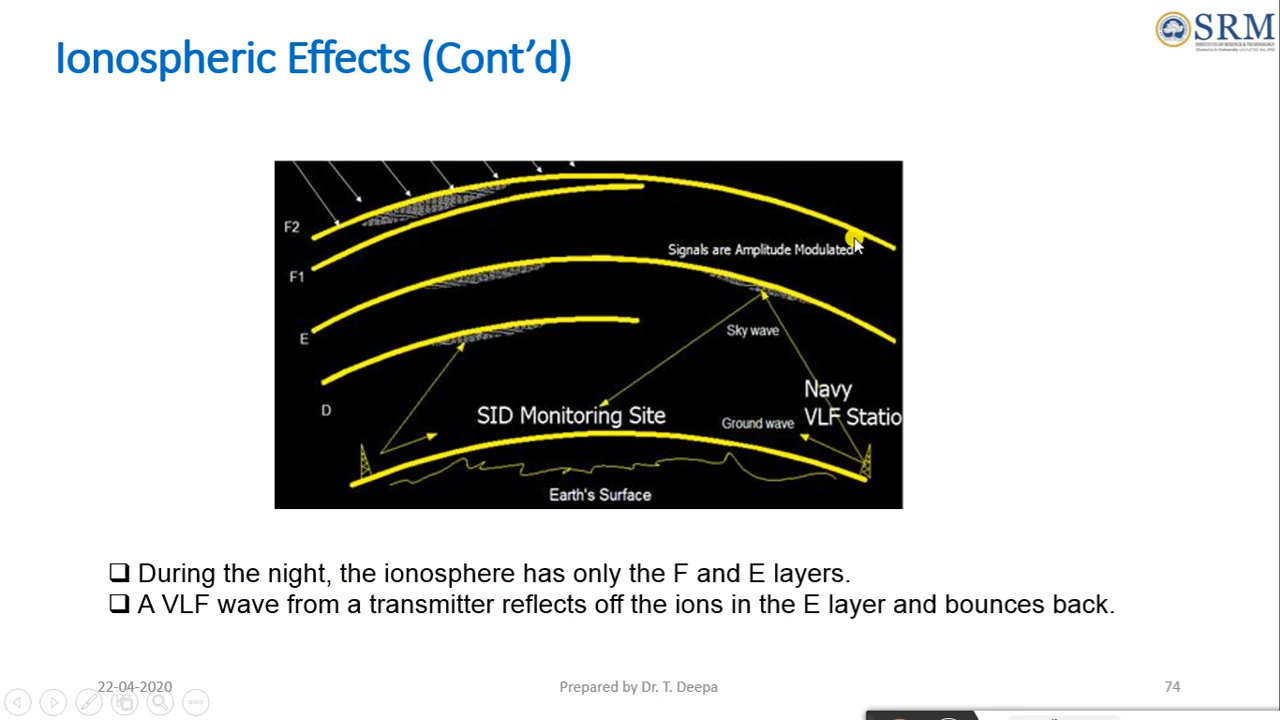 Ionospheric Effects (Cont’d)
SRM
INSTITUTE OF SCIENCE & TECHNOLOGY
F2
Signals are Amplitude Modulated
F1
Sky wave
E
Navy
VLF Statio
SID Monitoring Site
Ground wave
D
Earth's Surface
❑ During the night, the ionosphere has only the F and E layers.
❑ A VLF wave from a transmitter reflects off the ions in the E layer and bounces back.
22-04-2020
Prepared by Dr. T. Deepa
74